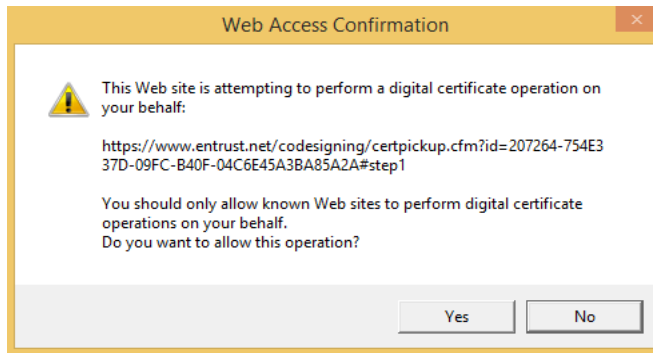 Web Access Confirmation
This Web site is attempting to perform a digital certificate operation on
your behalf:
https://www.entrust.net/codesigning/certpickup.cfm?id=207264-754E3
37D-09FC-B40F-04C6E45A3BA85A2A#step1
You should only allow known Web sites to perform digital certificate
operations on your behalf.
Do you want to allow this operation?
Yes No